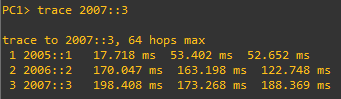 PC1> trace 2007::3
trace to 2007::3, 64 hops max
1 2005::1 17.718 ms 53.402 ms 52.652 ms
2 2006::2 170.047 ms 163.198 ms 122.748 ms
3 2007::3 198.408 ms 173.268 ms 188.369 ms